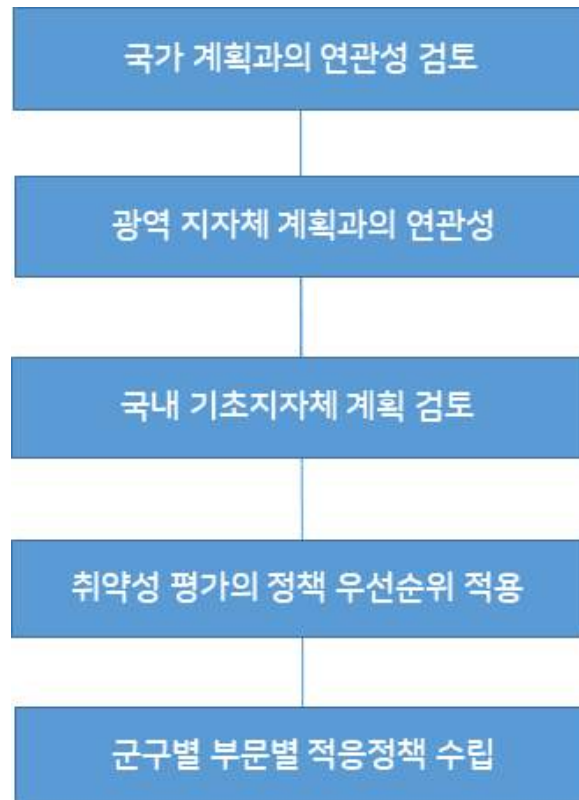 국가 계획과의 연관성 검토
광역 지자체 계획과의 연관성
국내 기초지자체 계획 검토
취약성 평가의 정책 우선순위 적용
군구별 부문별 적응정책 수립